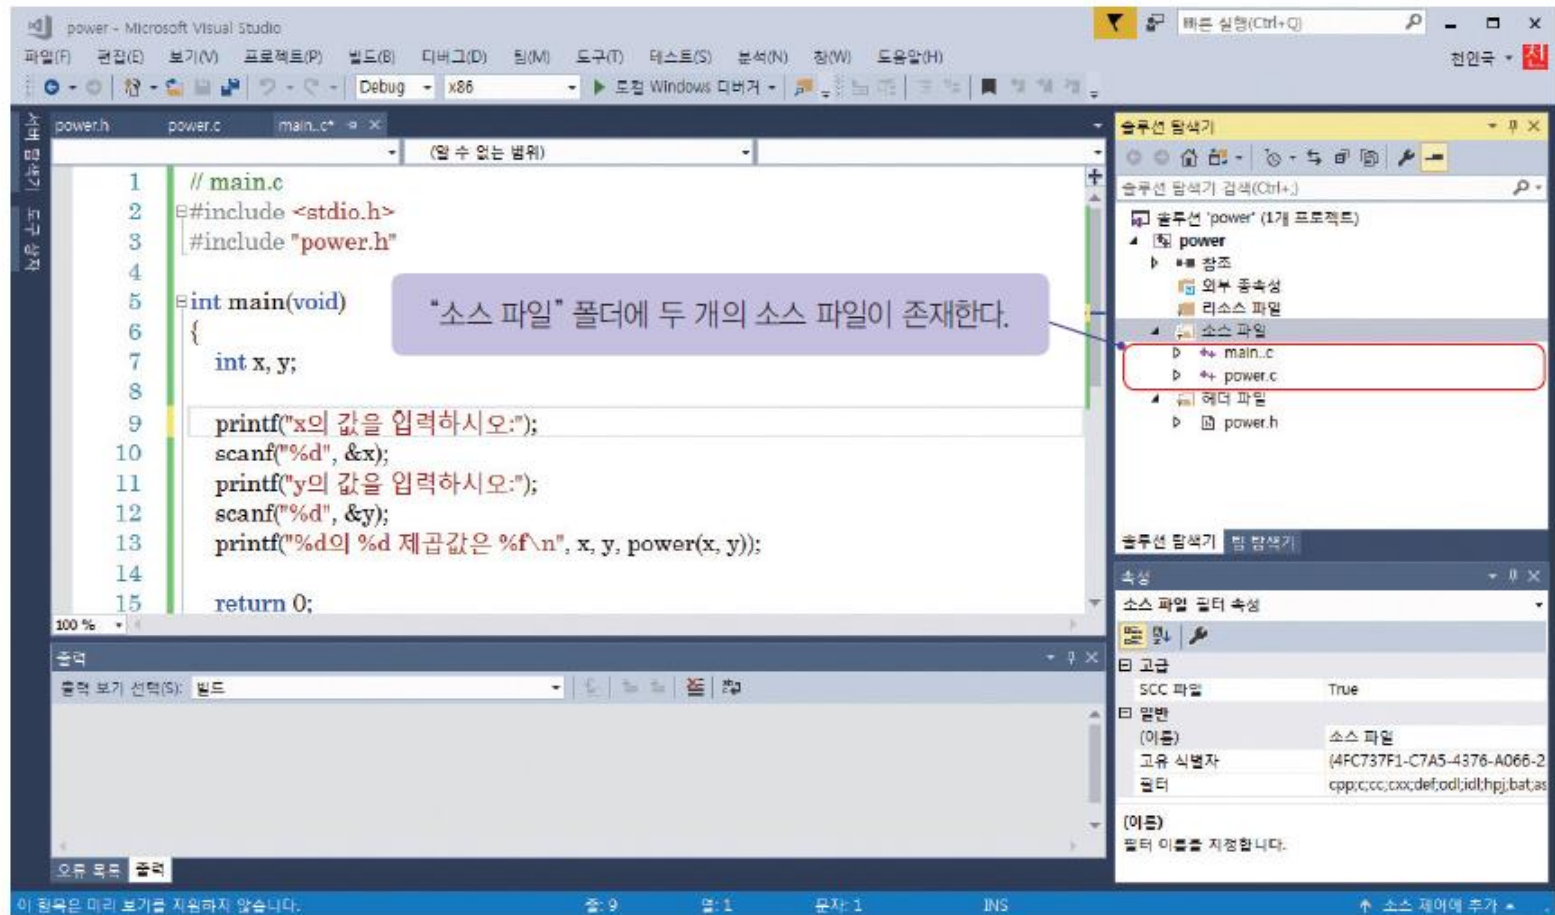 power - Microsoft Visual Studio
빠른 실행(Ctrl+Q)
파일(F) 편집(E) 보기(V) 프로젝트(P) 빌드(B) 디버그(D) 팀(M) 도구(T) 테스트(S) 분석(N) 창(W) 도움말(H)
천인국
천
Debug x86 로컬 Windows 디버거
서버 탐색기
도구 상자
power.h power.c main..c*
(알 수 없는 범위)
1 // main.c
2 #include <stdio.h>
3 #include "power.h"
4
5 int main(void)
6 {
7 int x, y;
8
9 printf("x의 값을 입력하시오:");
10 scanf("%d", &x);
11 printf("y의 값을 입력하시오:");
12 scanf("%d", &y);
13 printf("%d의 %d 제곱값은 %f\n", x, y, power(x, y));
14
15 return 0;
100 %
“소스 파일” 폴더에 두 개의 소스 파일이 존재한다.
출력
출력 보기 선택(S): 빌드
오류 목록 출력
솔루션 탐색기
솔루션 탐색기 검색(Ctrl+;)
솔루션 'power' (1개 프로젝트)
power
참조
외부 종속성
리소스 파일
소스 파일
main..c
power.c
헤더 파일
power.h
솔루션 탐색기 팀 탐색기
속성
소스 파일 필터 속성
고급
SCC 파일 True
일반
(이름) 소스 파일
고유 식별자 {4FC737F1-C7A5-4376-A066-2
필터 cpp;c;cc;cxx;def;odl;idl;hpj;bat;as
(이름)
필터 이름을 지정합니다.
이 항목은 미리 보기를 지원하지 않습니다.
줄: 9 열: 1 문자: 1 INS
소스 제어에 추가